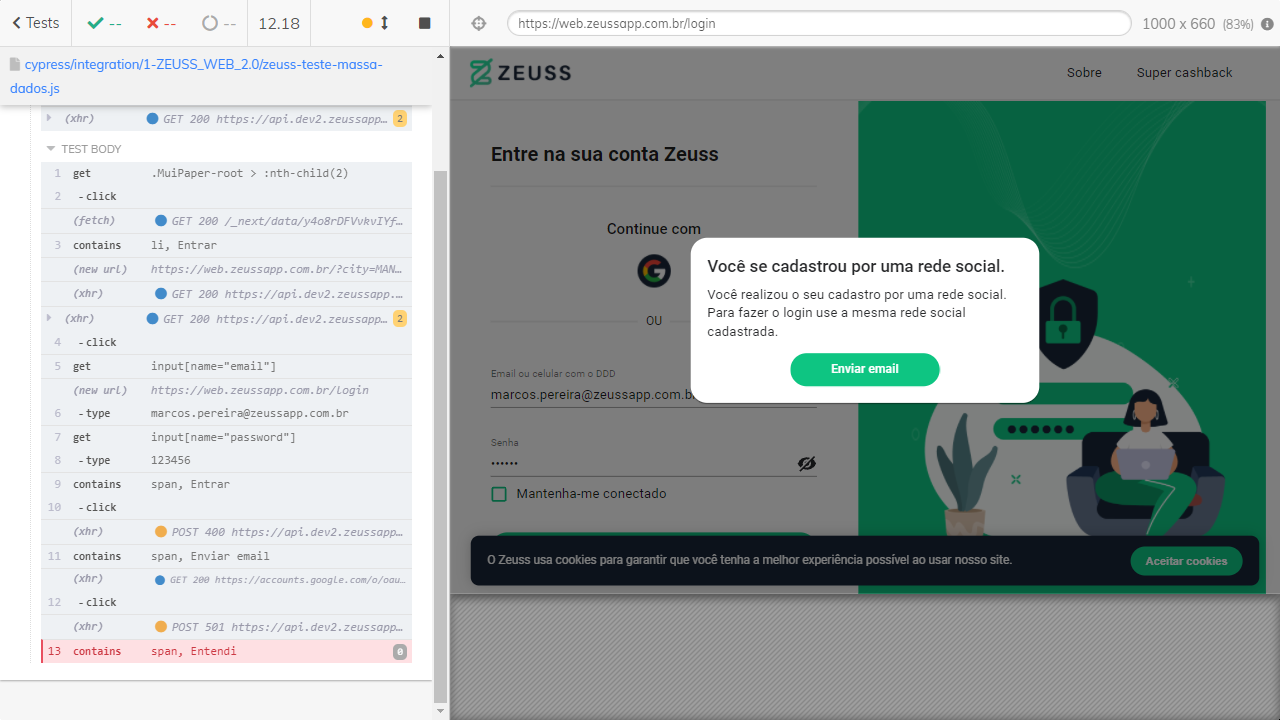 Tests
--
--
--
12.18
https://web.zeussapp.com.br/login
1000 x 660 (83%)
cypress/integration/1-ZEUSS_WEB_2.0/zeuss-teste-massa-
dados.js
(xhr) GET 200 https://api.dev2.zeussapp... 2
TEST BODY
1 get .MuiPaper-root > :nth-child(2)
2 -click
(fetch) GET 200 /_next/data/y4o8rDFVvkvIYf...
3 contains li, Entrar
(new url) https://web.zeussapp.com.br/?city=MAN...
(xhr) GET 200 https://api.dev2.zeussapp....
(xhr) GET 200 https://api.dev2.zeussapp... 2
4 -click
5 get input[name="email"]
(new url) https://web.zeussapp.com.br/login
6 -type marcos.pereira@zeussapp.com.br
7 get input[name="password"]
8 -type 123456
9 contains span, Entrar
10 -click
(xhr) POST 400 https://api.dev2.zeussapp...
11 contains span, Enviar email
(xhr) GET 200 https://accounts.google.com/o/oau...
12 -click
(xhr) POST 501 https://api.dev2.zeussapp...
13 contains span, Entendi 0
ZEUSS
Sobre
Super cashback
Entre na sua conta Zeuss
Continue com
OU
Email ou celular com o DDD
marcos.pereira@zeussapp.com.b
Senha
••••••
Mantenha-me conectado
Você se cadastrou por uma rede social.
Você realizou o seu cadastro por uma rede social.
Para fazer o login use a mesma rede social
cadastrada.
Enviar email
O Zeuss usa cookies para garantir que você tenha a melhor experiência possível ao usar nosso site.
Aceitar cookies